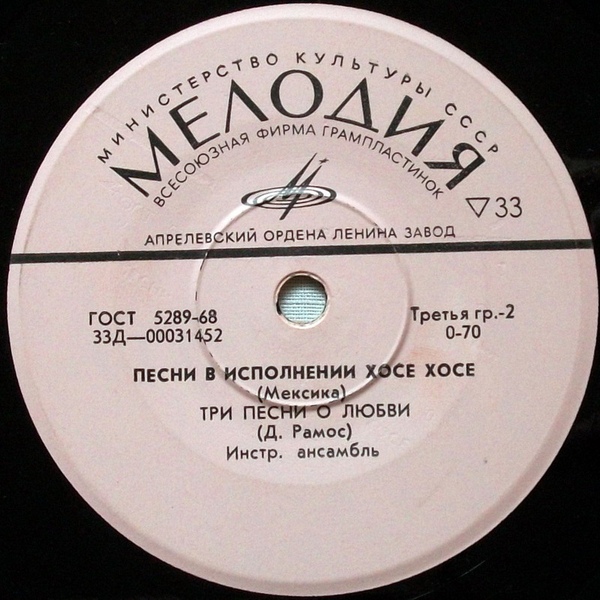 МИНИСТЕРСТВО КУЛЬТУРЫ СССР
МЕЛОДИЯ
ВСЕСОЮЗНАЯ ФИРМА ГРАМПЛАСТИНОК
▽33
АПРЕЛЕВСКИЙ ОРДЕНА ЛЕНИНА ЗАВОД
ГОСТ 5289-68
33Д—00031452
Третья гр.-2
0-70
ПЕСНИ В ИСПОЛНЕНИИ ХОСЕ ХОСЕ
(Мексика)
ТРИ ПЕСНИ О ЛЮБВИ
(Д. Рамос)
Инстр. ансамбль